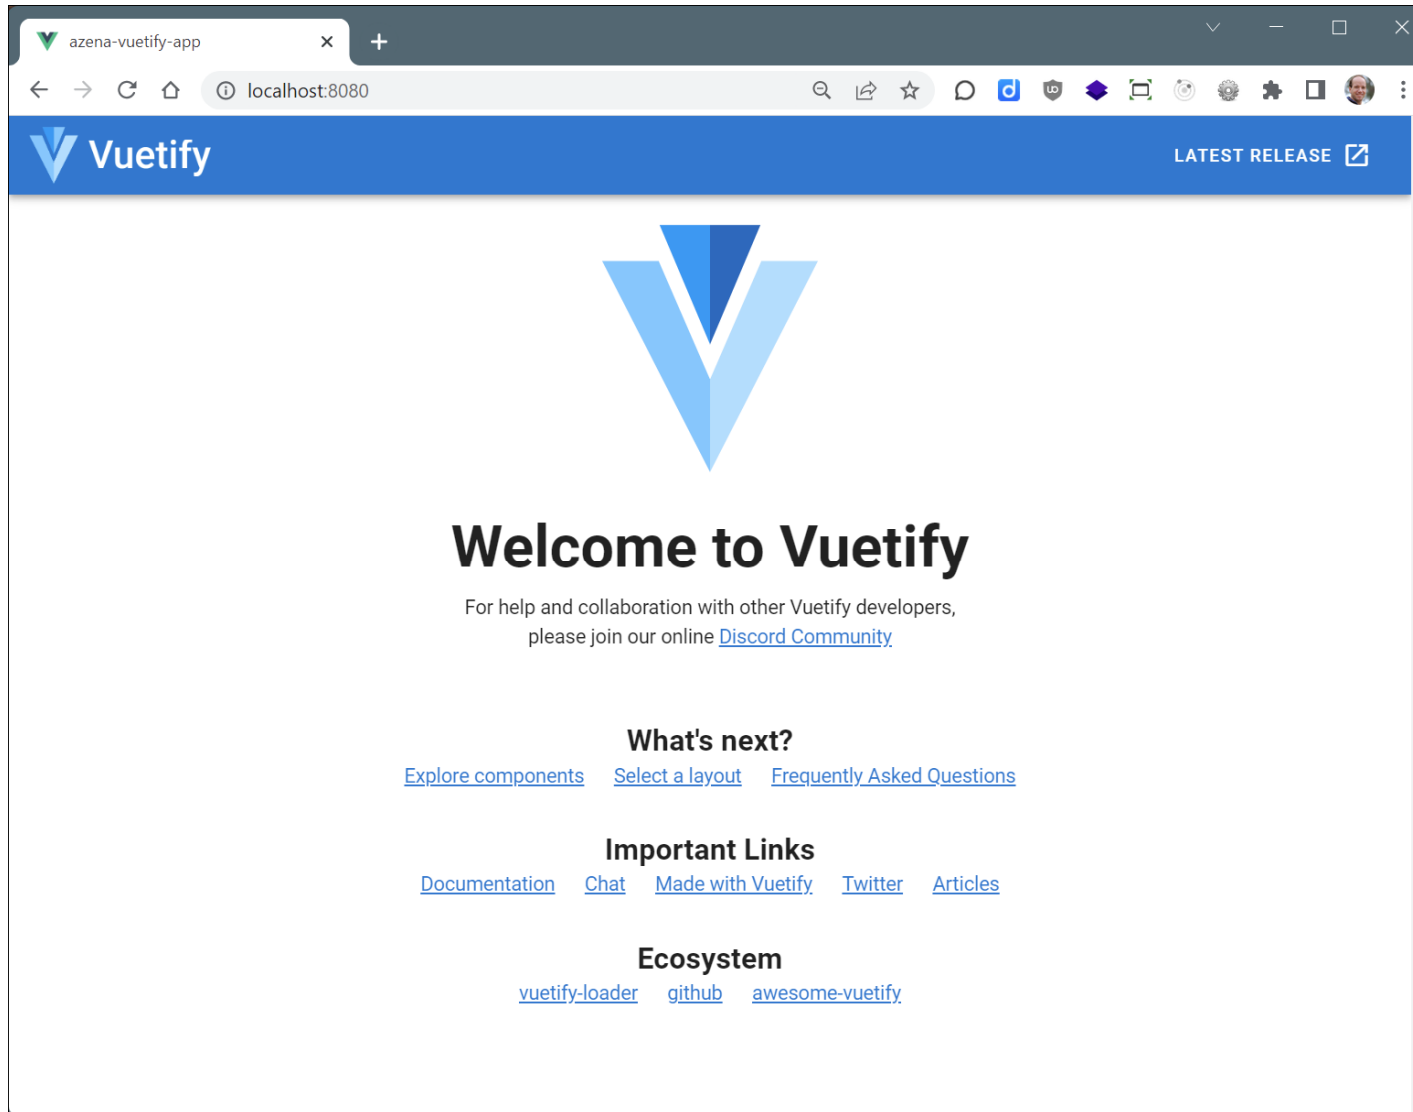 azena-vuetify-app
localhost:8080
Vuetify
LATEST RELEASE
Welcome to Vuetify
For help and collaboration with other Vuetify developers,
please join our online Discord Community
What's next?
Explore components Select a layout Frequently Asked Questions
Important Links
Documentation Chat Made with Vuetify Twitter Articles
Ecosystem
vuetify-loader github awesome-vuetify